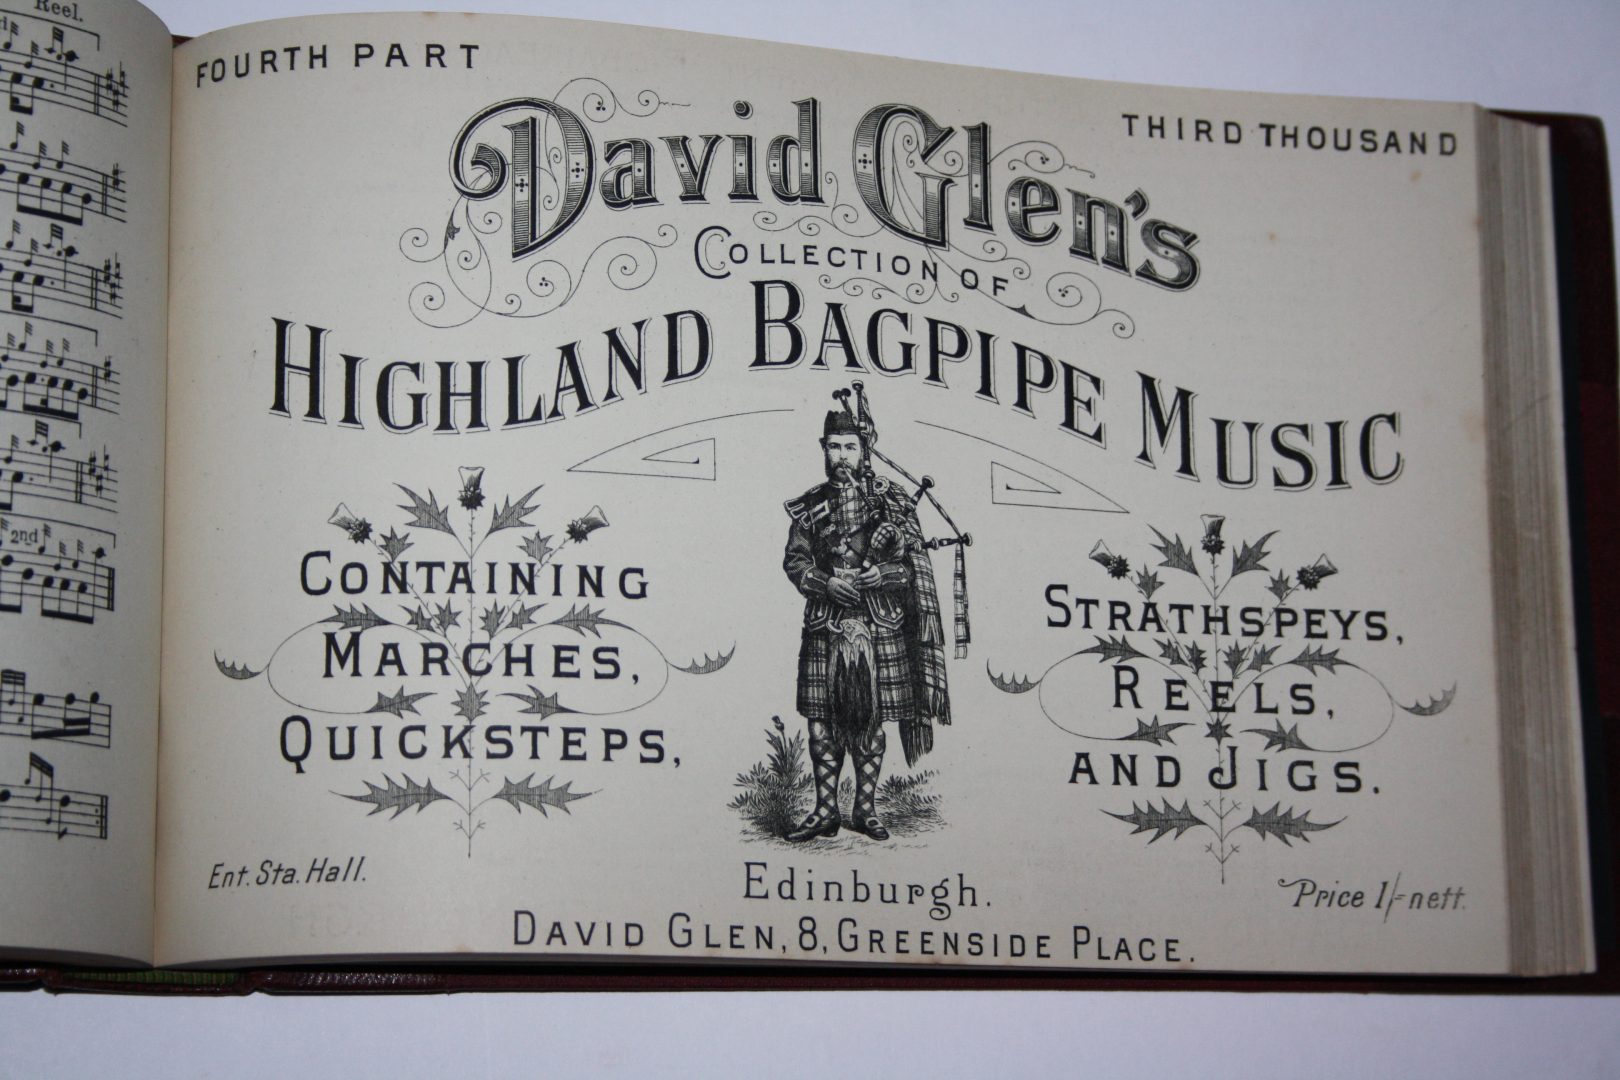 Reel.
2nd
FOURTH PART
THIRD THOUSAND
David Glen's
COLLECTION OF
HIGHLAND BAGPIPE MUSIC
CONTAINING
MARCHES,
QUICKSTEPS,
STRATHSPEYS,
REELS,
AND JIGS.
Ent. Sta. Hall.
Edinburgh.
Price 1/- nett.
DAVID GLEN, 8, GREENSIDE PLACE.